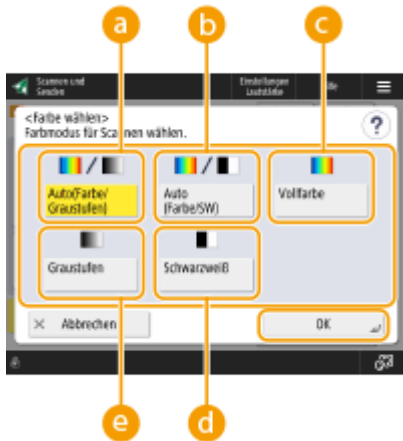 a
b
c
Scannen und
Senden
Einstellungen
Lautstärke
<Farbe wählen>
Farbmodus für Scannen wählen.
?
Auto(Farbe/
Graustufen)
Auto
(Farbe/SW)
Vollfarbe
Graustufen
Schwarzweiß
× Abbrechen
OK
e
d